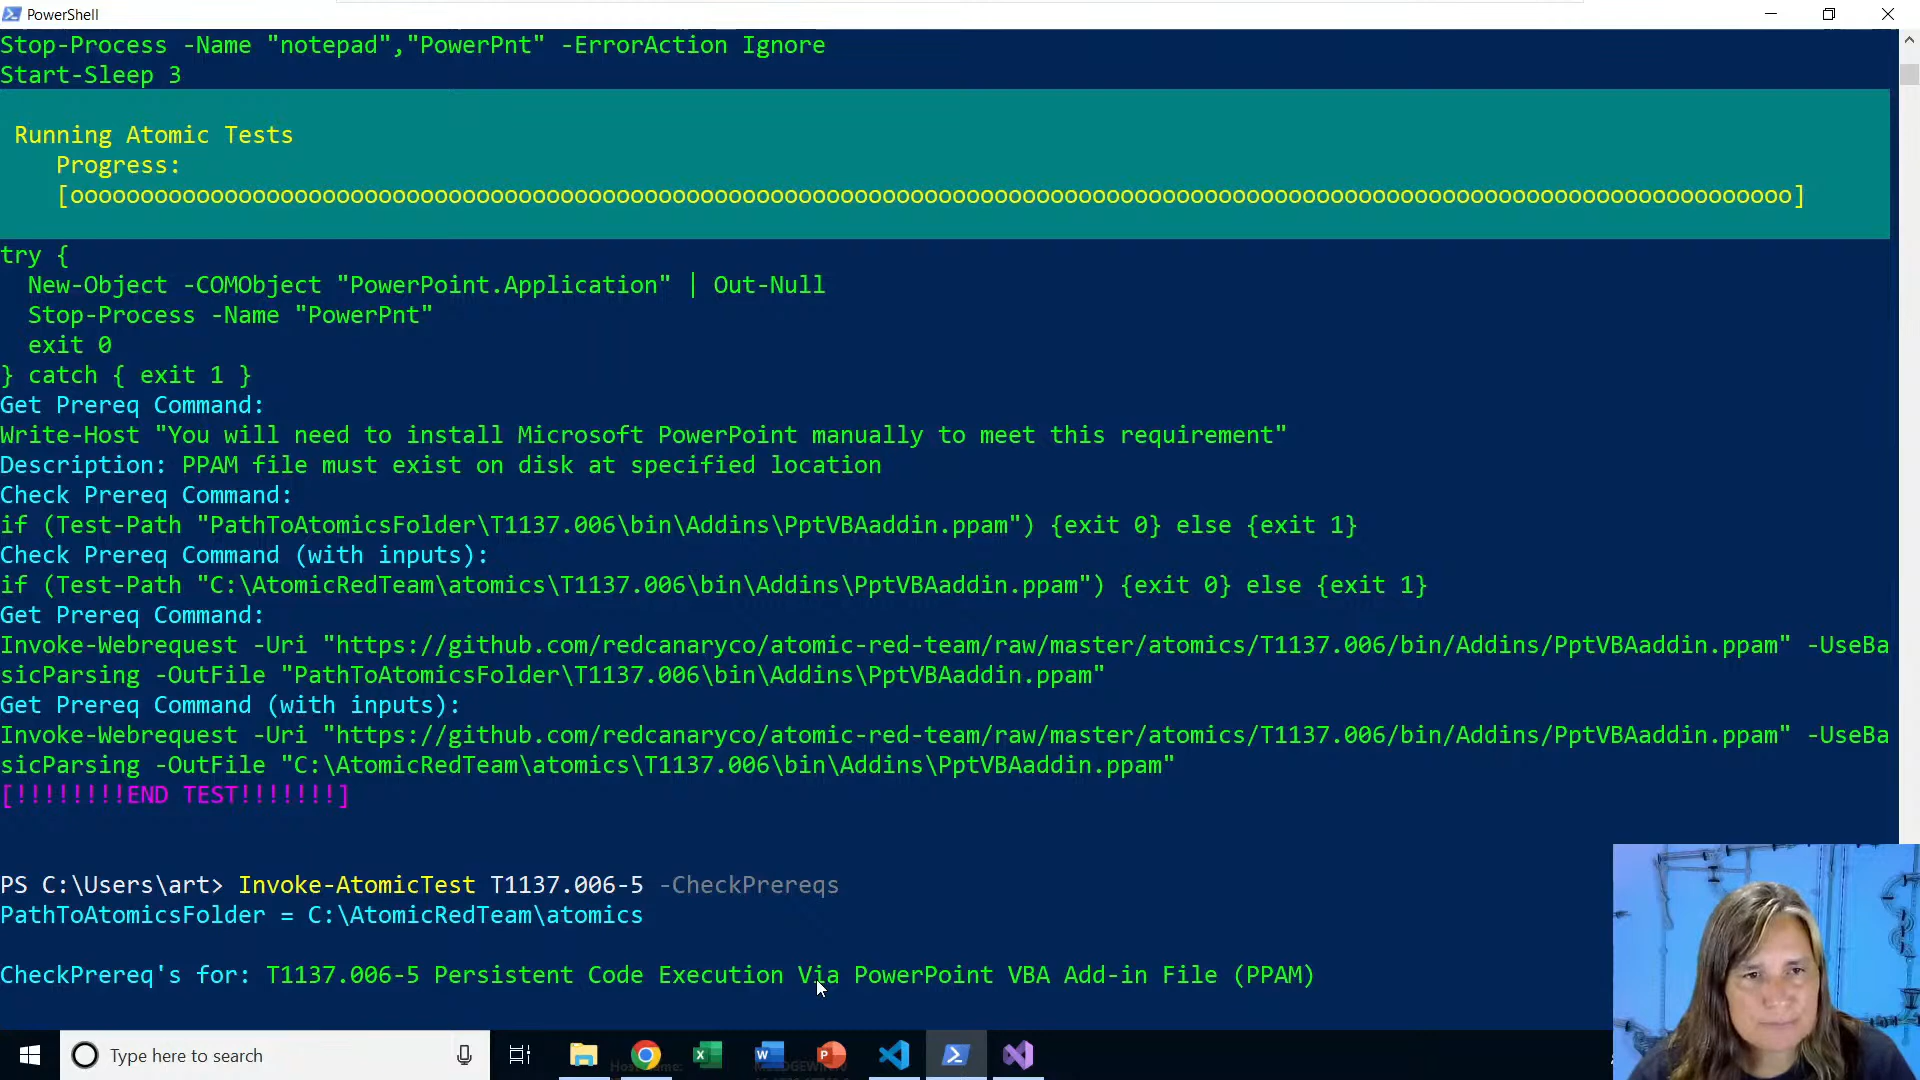 PowerShell
Stop-Process -Name "notepad","PowerPnt" -ErrorAction Ignore
Start-Sleep 3
Running Atomic Tests
Progress:
[ooooooooooooooooooooooooooooooooooooooooooooooooooooooooooooooooooooooooooooooooooooooooooooooooooooooooooooooooooooooooooo]
try {
New-Object -COMObject "PowerPoint.Application" | Out-Null
Stop-Process -Name "PowerPnt"
exit 0
} catch { exit 1 }
Get Prereq Command:
Write-Host "You will need to install Microsoft PowerPoint manually to meet this requirement"
Description: PPAM file must exist on disk at specified location
Check Prereq Command:
if (Test-Path "PathToAtomicsFolder\T1137.006\bin\Addins\PptVBAaddin.ppam") {exit 0} else {exit 1}
Check Prereq Command (with inputs):
if (Test-Path "C:\AtomicRedTeam\atomics\T1137.006\bin\Addins\PptVBAaddin.ppam") {exit 0} else {exit 1}
Get Prereq Command:
Invoke-Webrequest -Uri "https://github.com/redcanaryco/atomic-red-team/raw/master/atomics/T1137.006/bin/Addins/PptVBAaddin.ppam" -UseBa
sicParsing -OutFile "PathToAtomicsFolder\T1137.006\bin\Addins\PptVBAaddin.ppam"
Get Prereq Command (with inputs):
Invoke-Webrequest -Uri "https://github.com/redcanaryco/atomic-red-team/raw/master/atomics/T1137.006/bin/Addins/PptVBAaddin.ppam" -UseBa
sicParsing -OutFile "C:\AtomicRedTeam\atomics\T1137.006\bin\Addins\PptVBAaddin.ppam"
[!!!!!!!!END TEST!!!!!!!]
PS C:\Users\art> Invoke-AtomicTest T1137.006-5 -CheckPrereqs
PathToAtomicsFolder = C:\AtomicRedTeam\atomics
CheckPrereq's for: T1137.006-5 Persistent Code Execution Via PowerPoint VBA Add-in File (PPAM)
Type here to search